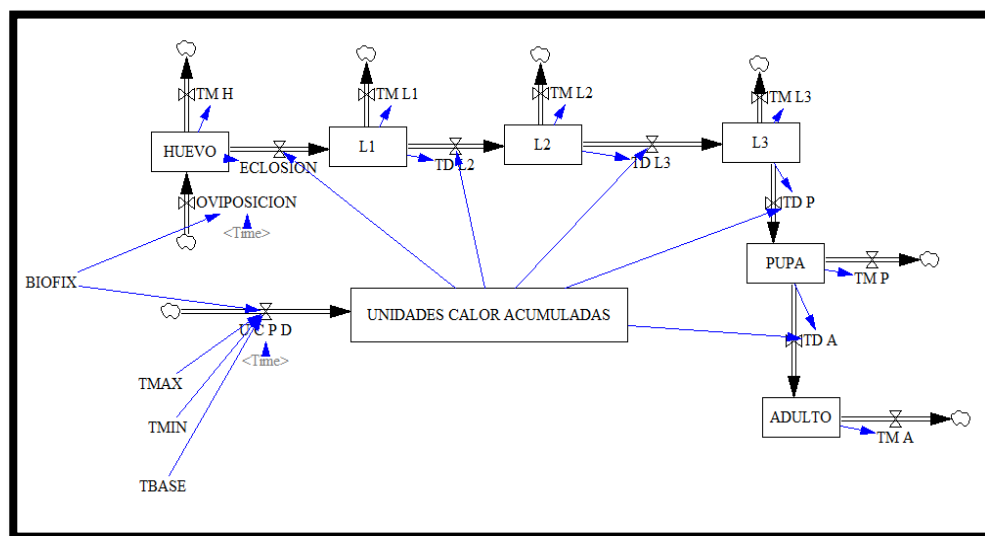 TM H
TM L1
TM L2
TM L3
HUEVO
L1
L2
L3
ECLOSION
TD L2
TD L3
OVIPOSICION
TD P
<Time>
BIOFIX
PUPA
TM P
UNIDADES CALOR ACUMULADAS
U C P D
TD A
<Time>
TMAX
TMIN
ADULTO
TM A
TBASE